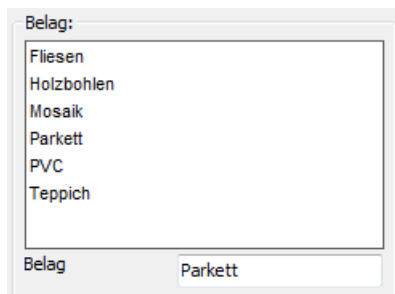 Belag:
Fliesen
Holzbohlen
Mosaik
Parkett
PVC
Teppich
Belag Parkett